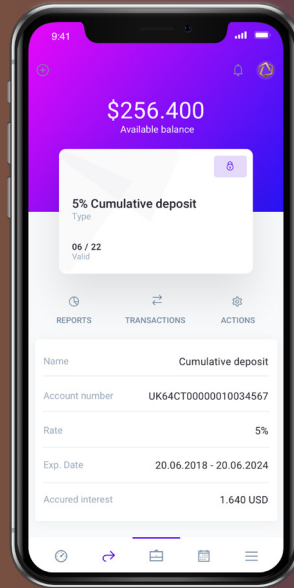 9:41
$256.400
Available balance
5% Cumulative deposit
Type
06 / 22
Valid
REPORTS TRANSACTIONS ACTIONS
Name Cumulative deposit
Account number UK64CT00000010034567
Rate 5%
Exp. Date 20.06.2018 - 20.06.2024
Accured interest 1.640 USD